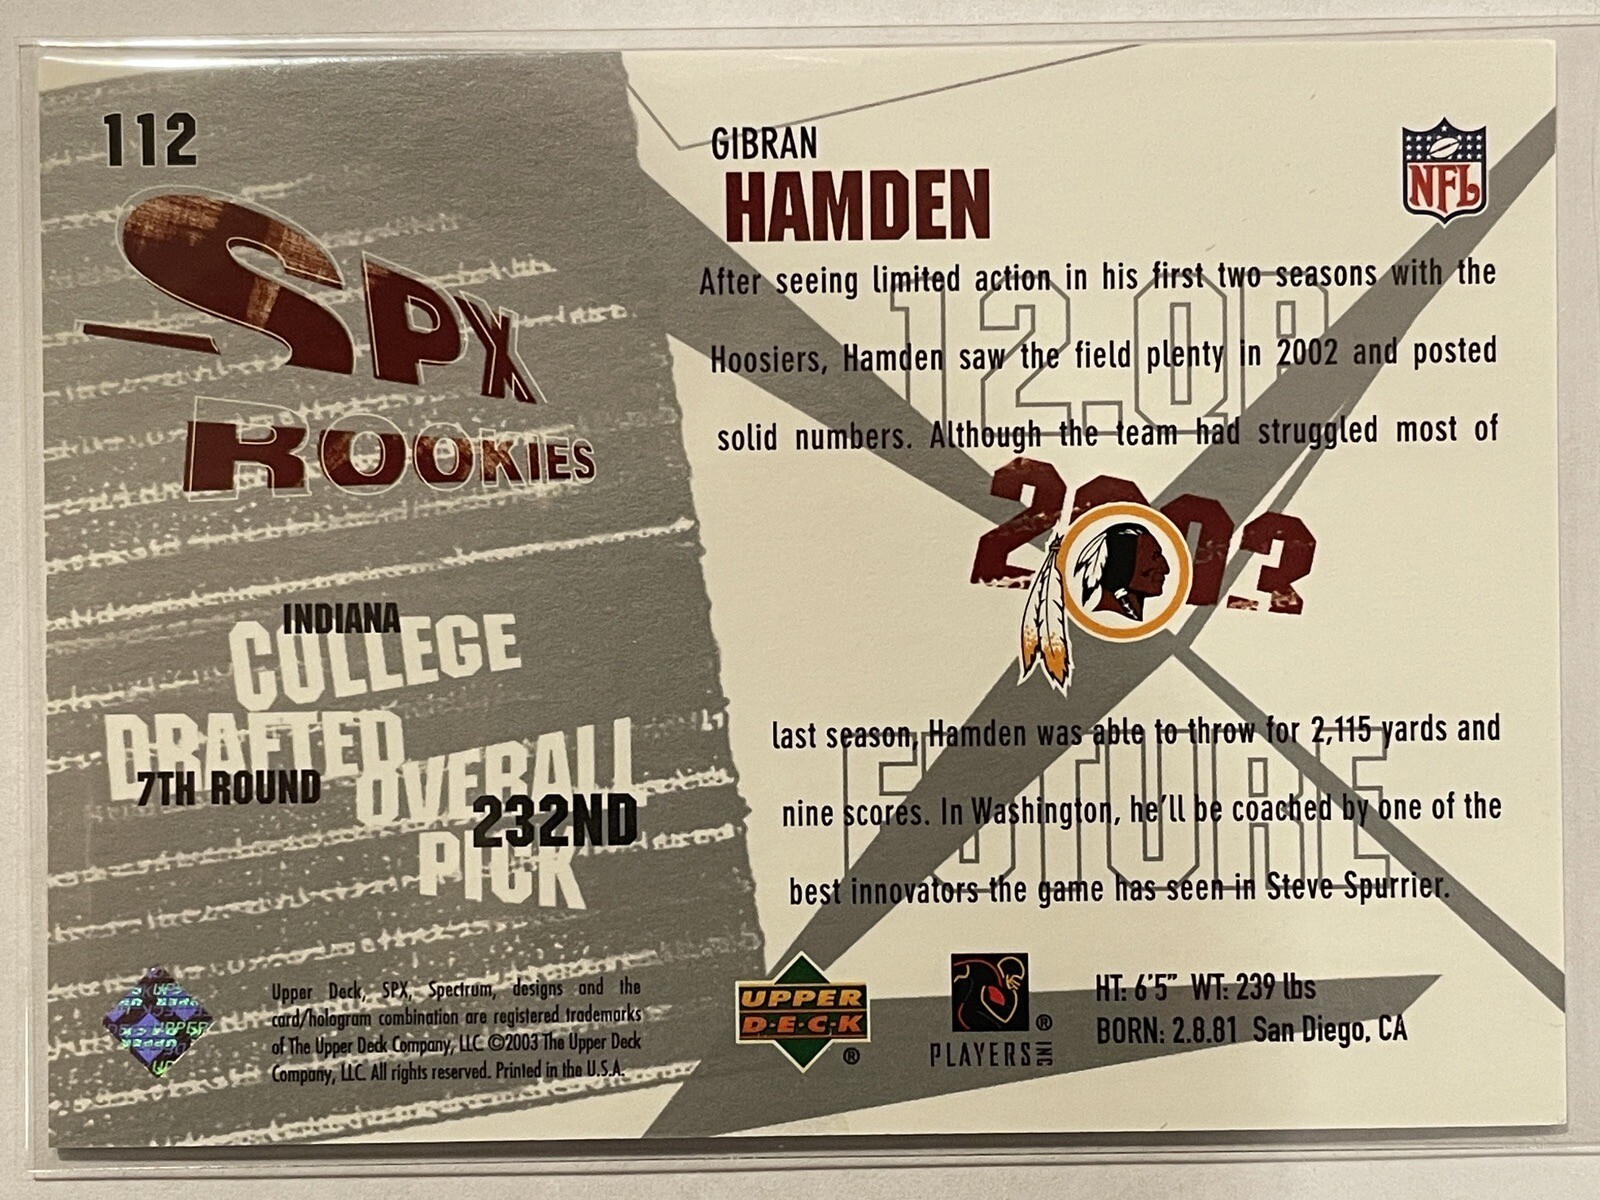 112
SPX
ROOKIES
INDIANA
COLLEGE
DRAFTED
7TH ROUND
OVERALL
232ND
PICK
Upper Deck, SPX, Spectrum, designs and the
card/hologram combination are registered trademarks
of The Upper Deck Company, LLC. ©2003 The Upper Deck
Company, LLC. All rights reserved. Printed in the U.S.A.
GIBRAN
HAMDEN
NFL
12.QB
After seeing limited action in his first two seasons with the
Hoosiers, Hamden saw the field plenty in 2002 and posted
solid numbers. Although the team had struggled most of
2003
FUTURE
last season, Hamden was able to throw for 2,115 yards and
nine scores. In Washington, he'll be coached by one of the
best innovators the game has seen in Steve Spurrier.
UPPER
D·E·C·K
®
PLAYERS INC
®
HT: 6'5" WT: 239 lbs
BORN: 2.8.81 San Diego, CA